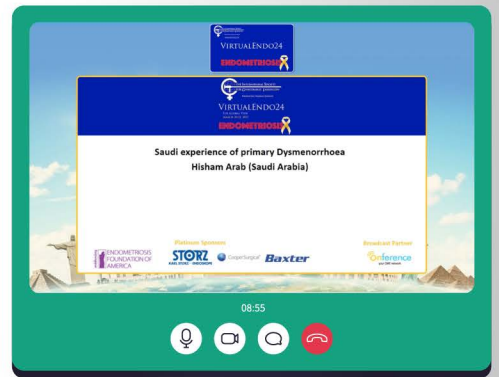 VIRTUALENDO24
ENDOMETRIOSIS
VIRTUALENDO24
ENDOMETRIOSIS
Saudi experience of primary Dysmenorrhoea
Hisham Arab (Saudi Arabia)
Platinum Sponsors
Broadcast Partner
ENDOMETRIOSIS
FOUNDATION OF
AMERICA
STORZ
KARL STORZ - ENDOSKOPE
CooperSurgical
Baxter
Conference
08:55